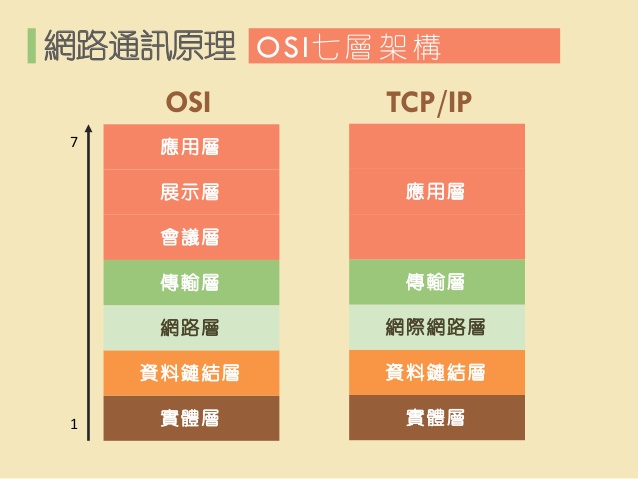 網路通訊原理 OSI七層架構
OSI TCP/IP
7
應用層
展示層 應用層
會議層
傳輸層 傳輸層
網路層 網際網路層
資料鏈結層 資料鏈結層
1 實體層 實體層